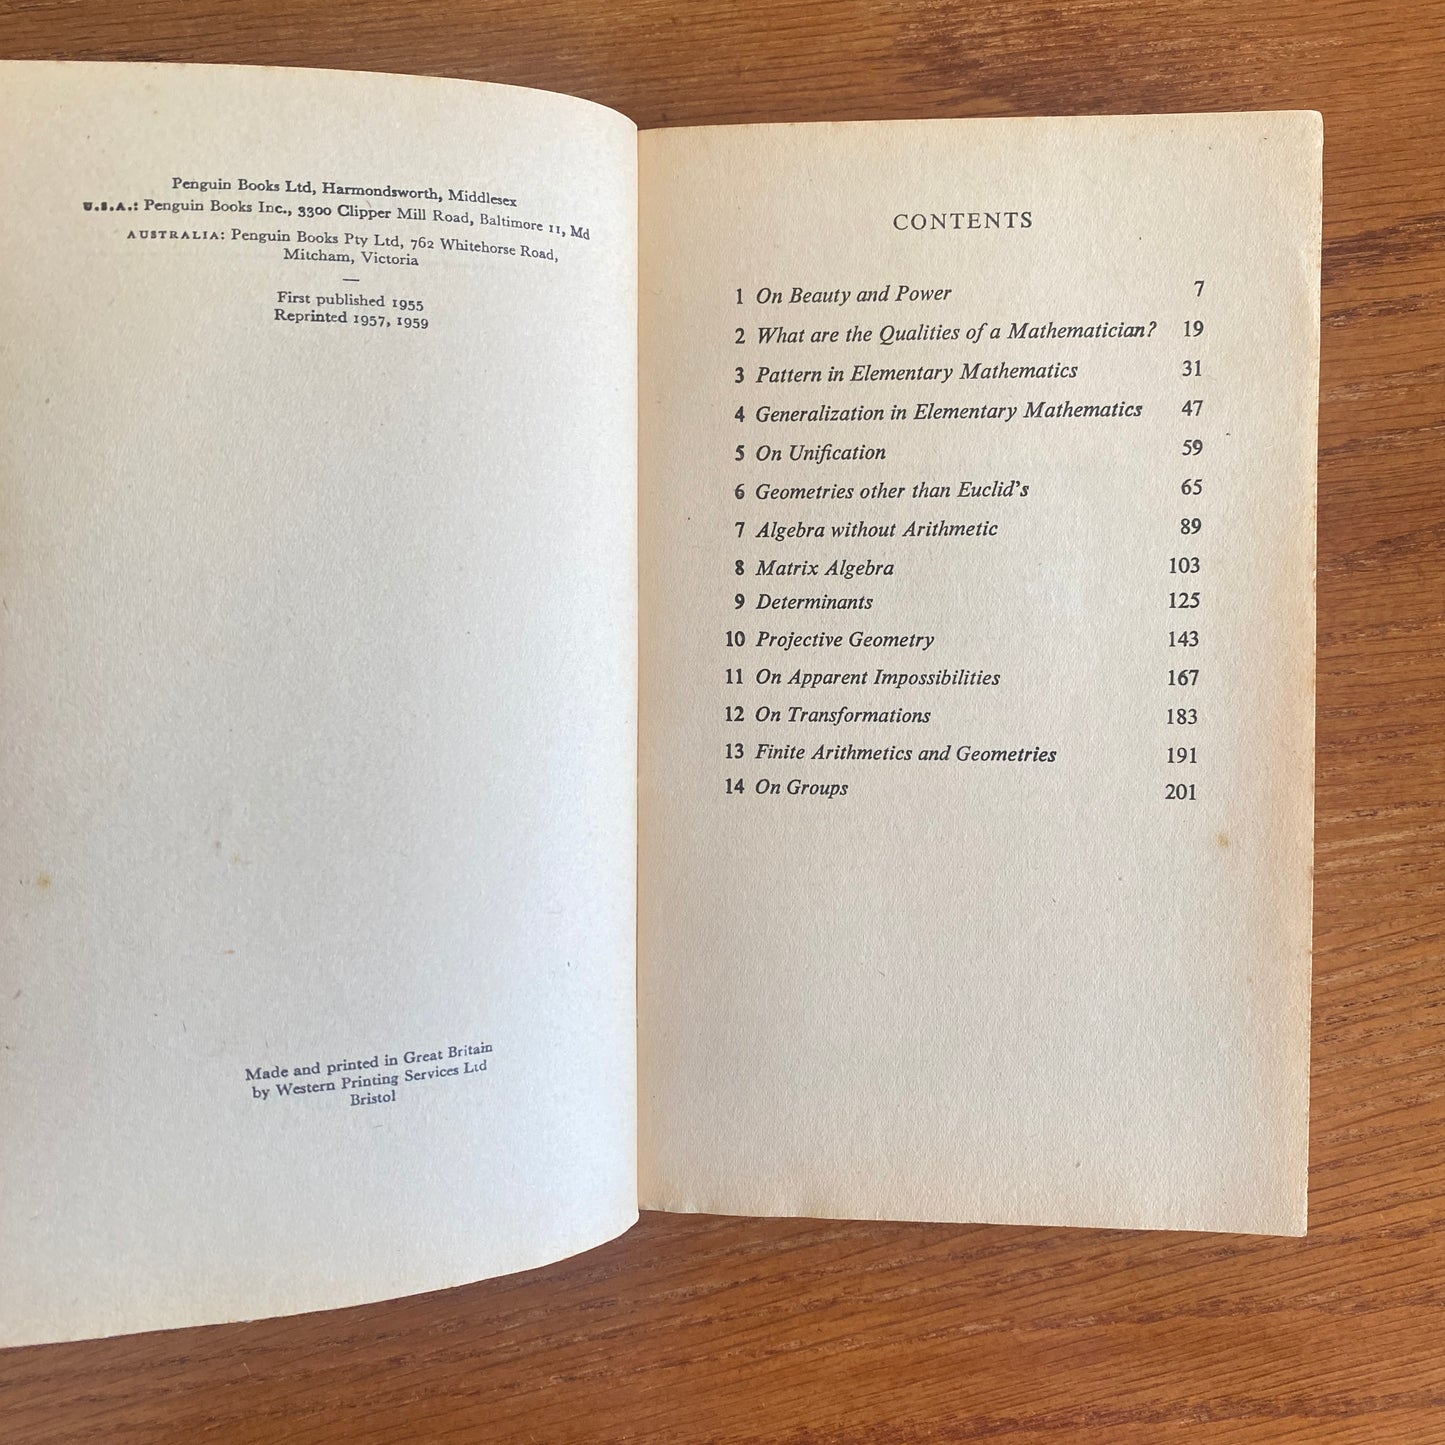 Penguin Books Ltd, Harmondsworth, Middlesex
U.S.A.: Penguin Books Inc., 3300 Clipper Mill Road, Baltimore 11, Md
AUSTRALIA: Penguin Books Pty Ltd, 762 Whitehorse Road,
Mitcham, Victoria
—
First published 1955
Reprinted 1957, 1959
Made and printed in Great Britain
by Western Printing Services Ltd
Bristol
CONTENTS
1 On Beauty and Power 7
2 What are the Qualities of a Mathematician? 19
3 Pattern in Elementary Mathematics 31
4 Generalization in Elementary Mathematics 47
5 On Unification 59
6 Geometries other than Euclid's 65
7 Algebra without Arithmetic 89
8 Matrix Algebra 103
9 Determinants 125
10 Projective Geometry 143
11 On Apparent Impossibilities 167
12 On Transformations 183
13 Finite Arithmetics and Geometries 191
14 On Groups 201